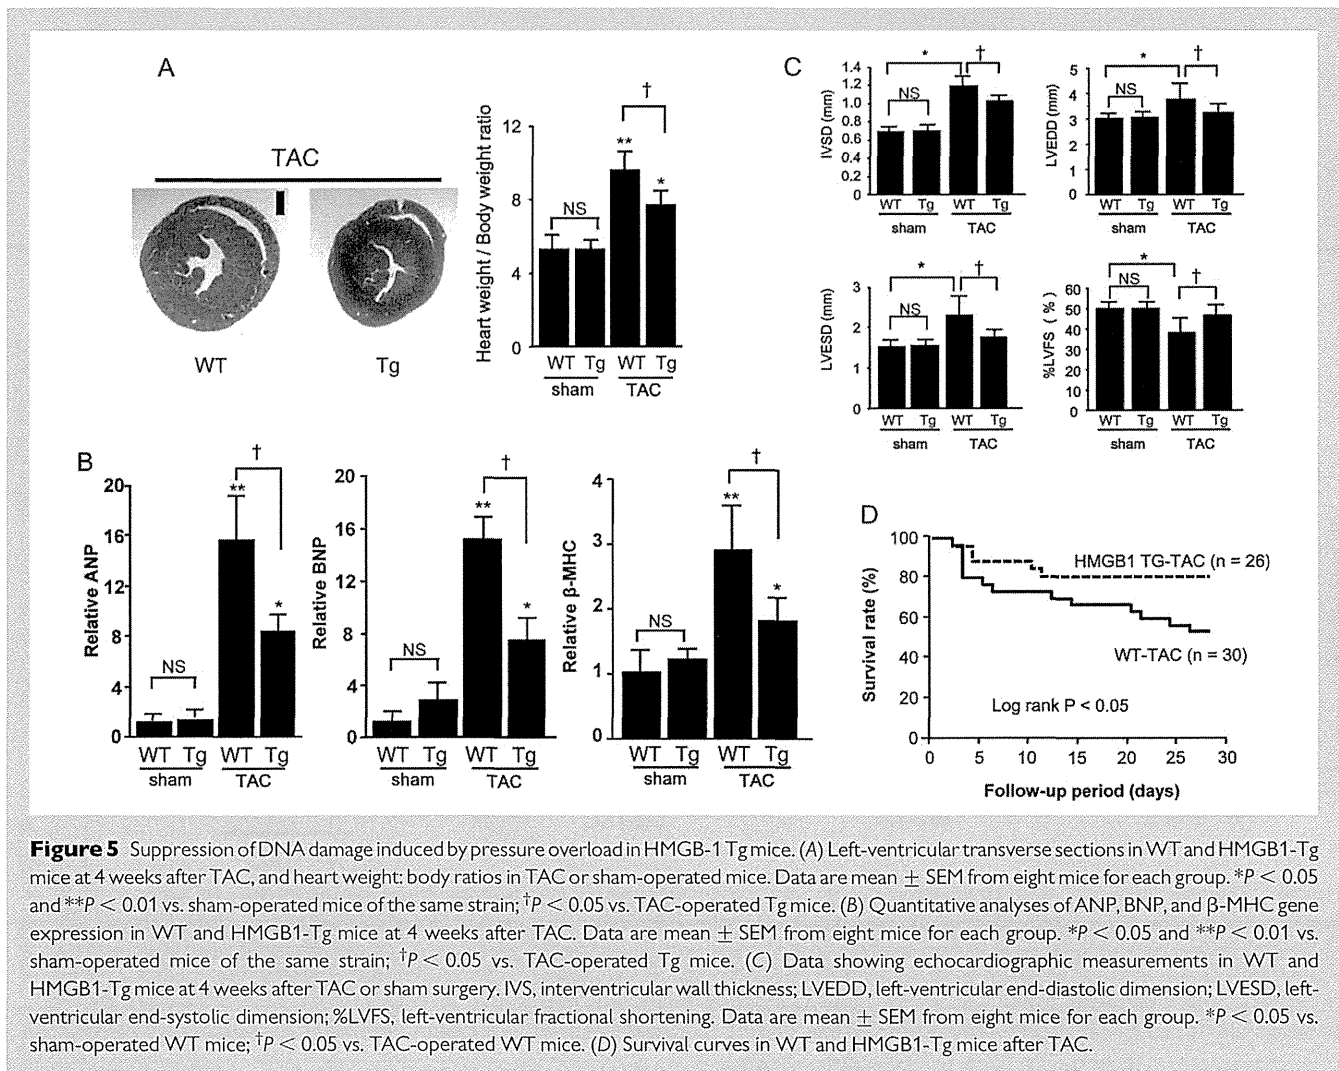 A
TAC
WT
Tg
Heart weight / Body weight ratio
12
8
4
0
NS
**
*
†
WT Tg WT Tg
sham TAC
C
IVSD (mm)
1.4
1.2
1.0
0.8
0.6
0.4
0.2
0
NS
*
†
WT Tg WT Tg
sham TAC
LVEDD (mm)
5
4
3
2
1
0
NS
*
†
WT Tg WT Tg
sham TAC
LVESD (mm)
3
2
1
0
NS
*
†
WT Tg WT Tg
sham TAC
%LVFS ( % )
60
50
40
30
20
10
0
NS
*
†
WT Tg WT Tg
sham TAC
B
Relative ANP
20
16
12
8
4
0
NS
**
*
†
WT Tg WT Tg
sham TAC
Relative BNP
20
16
12
8
4
0
NS
**
*
†
WT Tg WT Tg
sham TAC
Relative β-MHC
4
3
2
1
0
NS
**
*
†
WT Tg WT Tg
sham TAC
D
Survival rate (%)
100
80
60
40
20
0
HMGB1 TG-TAC (n = 26)
WT-TAC (n = 30)
Log rank P < 0.05
0 5 10 15 20 25 30
Follow-up period (days)
Figure 5 Suppression of DNA damage induced by pressure overload in HMGB-1 Tg mice. (A) Left-ventricular transverse sections in WT and HMGB1-Tg
mice at 4 weeks after TAC, and heart weight: body ratios in TAC or sham-operated mice. Data are mean ± SEM from eight mice for each group. *P < 0.05
and **P < 0.01 vs. sham-operated mice of the same strain; †P < 0.05 vs. TAC-operated Tg mice. (B) Quantitative analyses of ANP, BNP, and β-MHC gene
expression in WT and HMGB1-Tg mice at 4 weeks after TAC. Data are mean ± SEM from eight mice for each group. *P < 0.05 and **P < 0.01 vs.
sham-operated mice of the same strain; †P < 0.05 vs. TAC-operated Tg mice. (C) Data showing echocardiographic measurements in WT and
HMGB1-Tg mice at 4 weeks after TAC or sham surgery. IVS, interventricular wall thickness; LVEDD, left-ventricular end-diastolic dimension; LVESD, left-
ventricular end-systolic dimension; %LVFS, left-ventricular fractional shortening. Data are mean ± SEM from eight mice for each group. *P < 0.05 vs.
sham-operated WT mice; †P < 0.05 vs. TAC-operated WT mice. (D) Survival curves in WT and HMGB1-Tg mice after TAC.